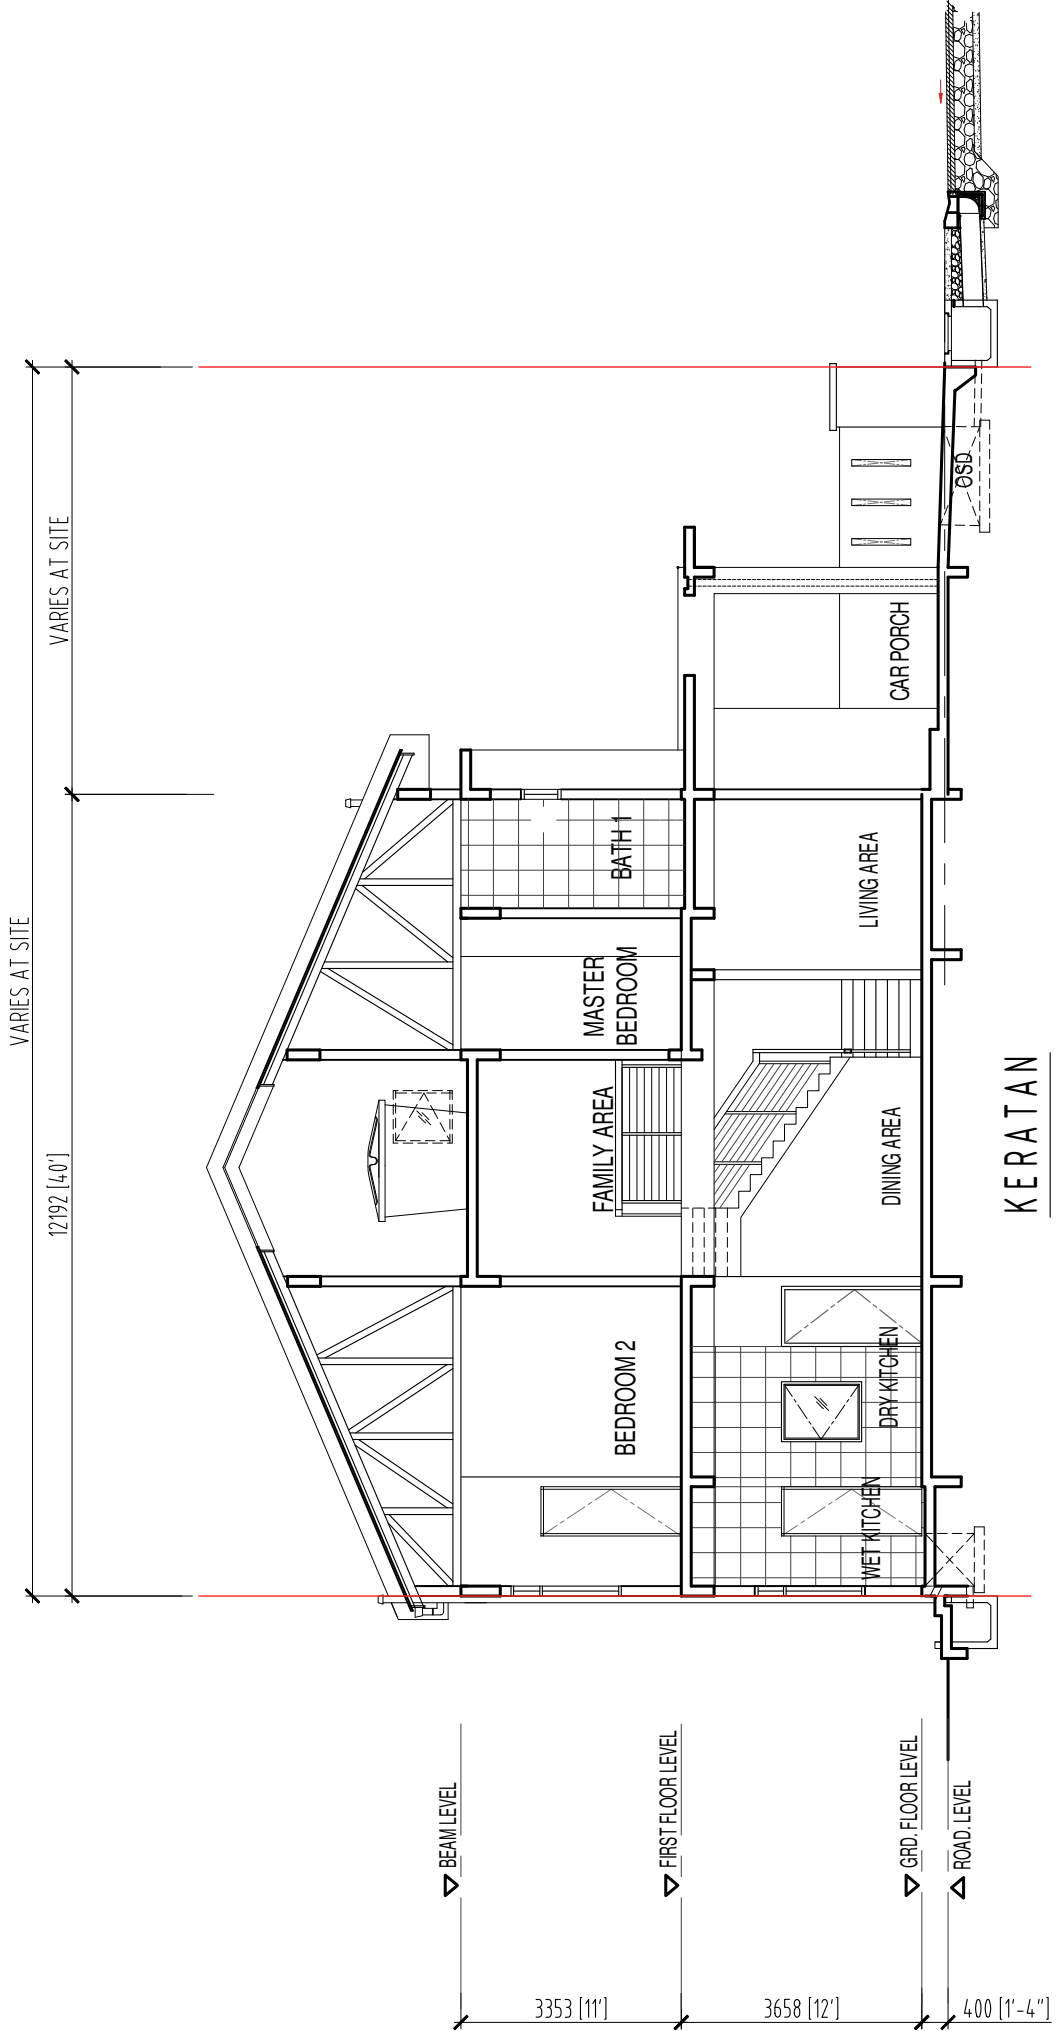 VARIES AT SITE
12192 [40']
VARIES AT SITE
BEAM LEVEL
FIRST FLOOR LEVEL
GRD. FLOOR LEVEL
ROAD. LEVEL
3353 [11']
3658 [12']
400 [1'-4"]
BEDROOM 2
FAMILY AREA
MASTER
BEDROOM
BATH 1
WET KITCHEN
DRY KITCHEN
DINING AREA
LIVING AREA
CAR PORCH
OSD
KERATAN